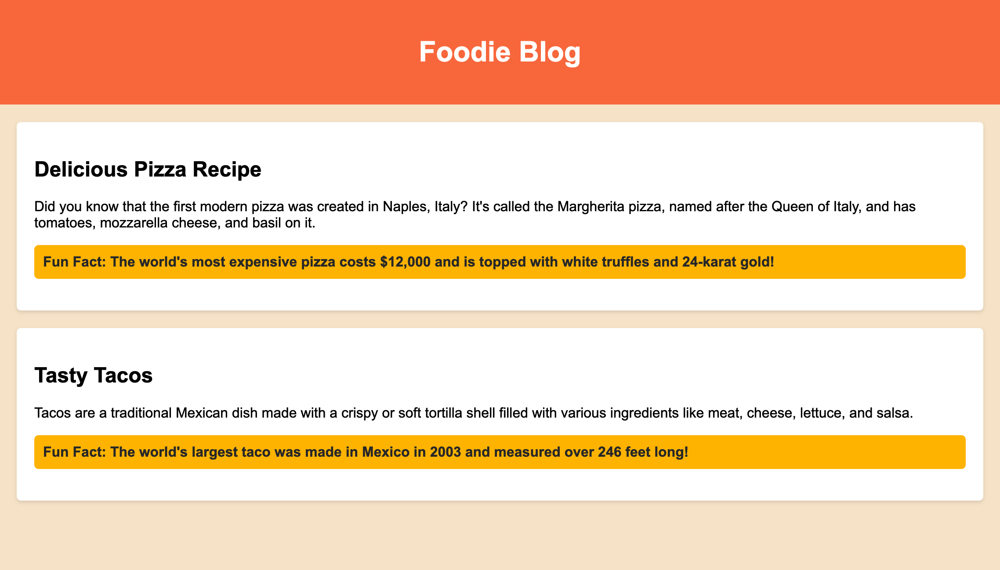 Foodie Blog
Delicious Pizza Recipe
Did you know that the first modern pizza was created in Naples, Italy? It's called the Margherita pizza, named after the Queen of Italy, and has
tomatoes, mozzarella cheese, and basil on it.
Fun Fact: The world's most expensive pizza costs $12,000 and is topped with white truffles and 24-karat gold!
Tasty Tacos
Tacos are a traditional Mexican dish made with a crispy or soft tortilla shell filled with various ingredients like meat, cheese, lettuce, and salsa.
Fun Fact: The world's largest taco was made in Mexico in 2003 and measured over 246 feet long!